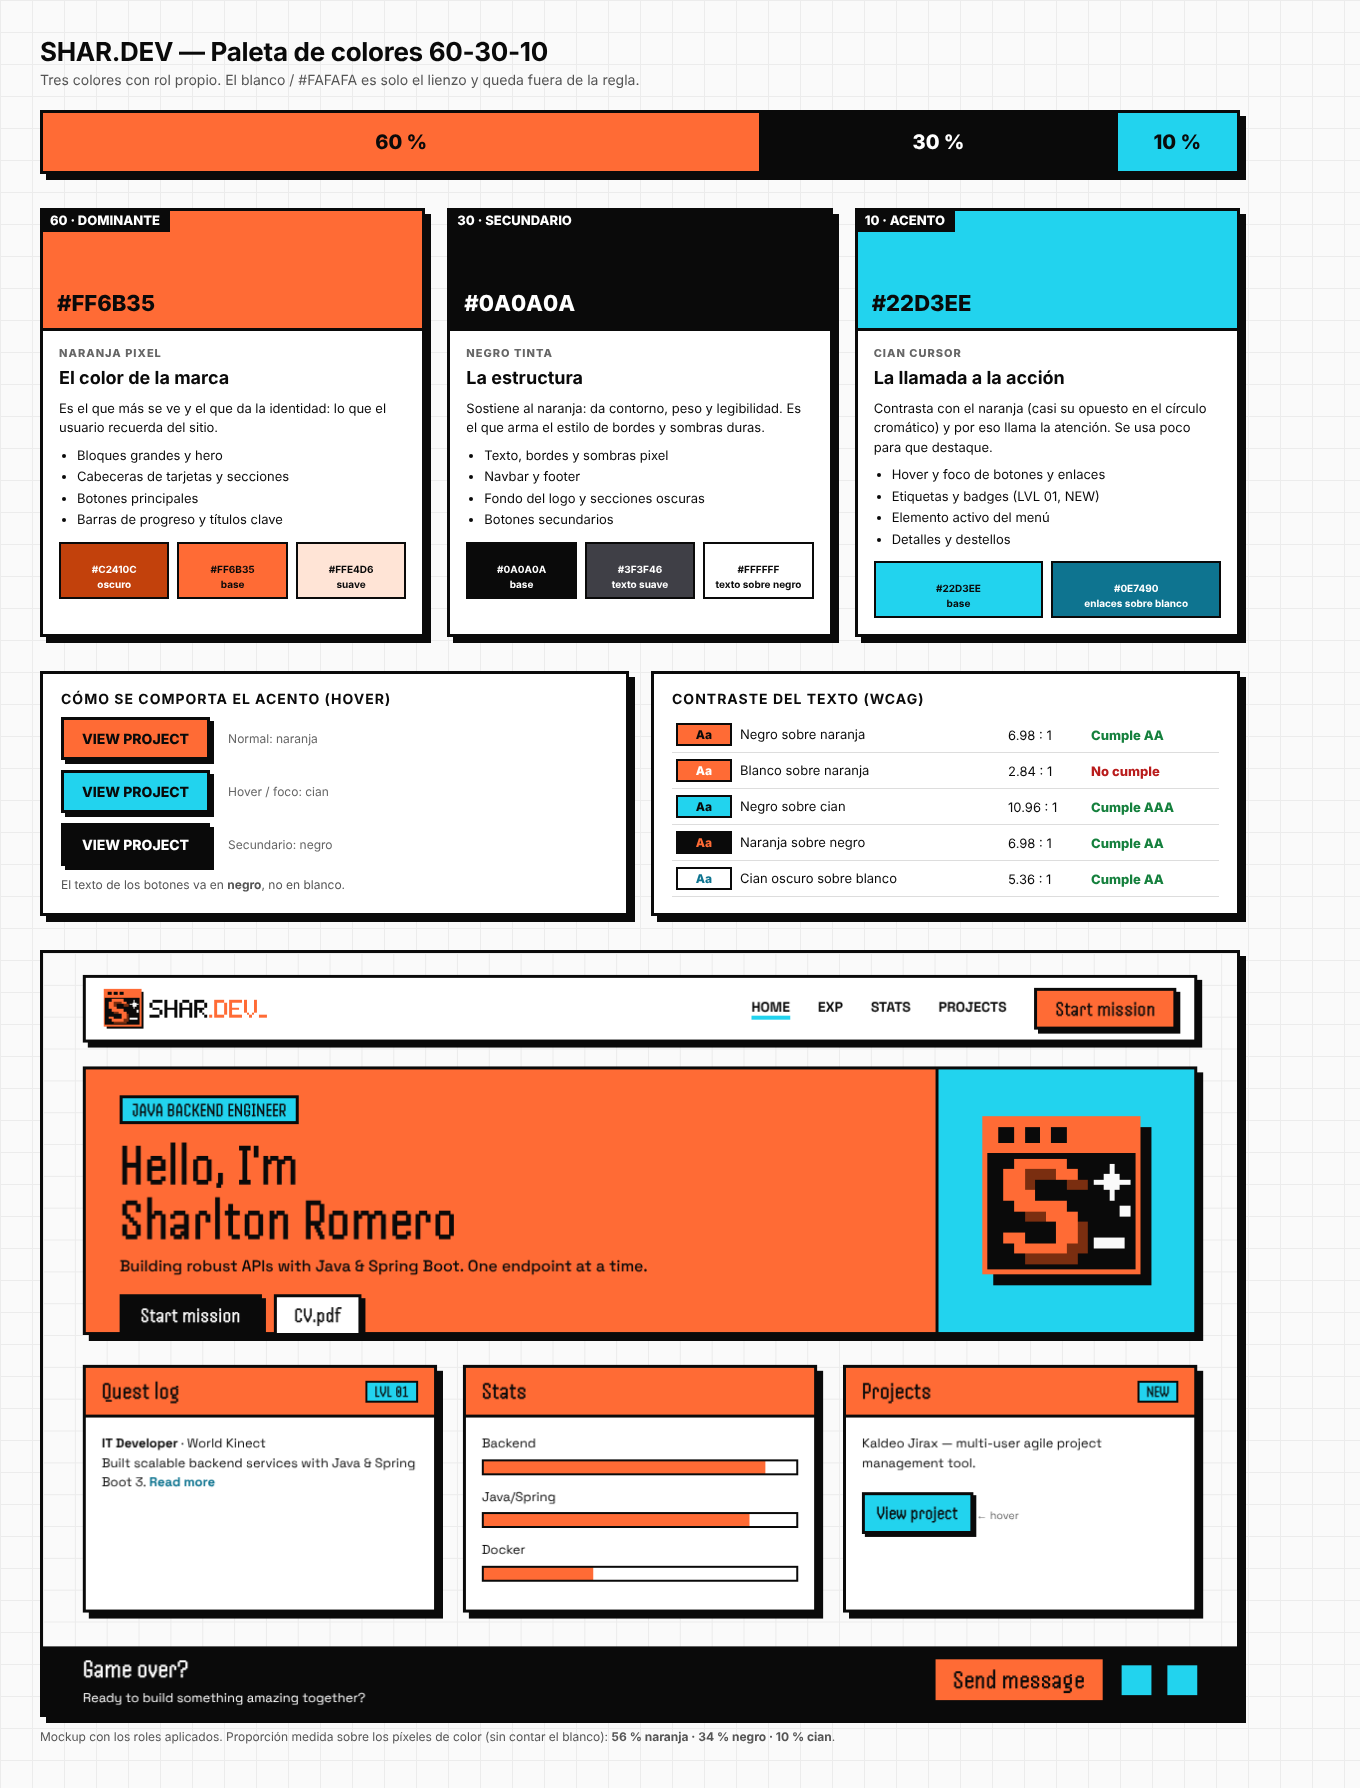 SHAR.DEV — Paleta de colores 60-30-10
Tres colores con rol propio. El blanco / #FAFAFA es solo el lienzo y queda fuera de la regla.
60 %
30 %
10 %
60 · DOMINANTE
#FF6B35
NARANJA PIXEL
El color de la marca
Es el que más se ve y el que da la identidad: lo que el
usuario recuerda del sitio.
• Bloques grandes y hero
• Cabeceras de tarjetas y secciones
• Botones principales
• Barras de progreso y títulos clave
#C2410C
oscuro
#FF6B35
base
#FFE4D6
suave
30 · SECUNDARIO
#0A0A0A
NEGRO TINTA
La estructura
Sostiene al naranja: da contorno, peso y legibilidad. Es
el que arma el estilo de bordes y sombras duras.
• Texto, bordes y sombras pixel
• Navbar y footer
• Fondo del logo y secciones oscuras
• Botones secundarios
#0A0A0A
base
#3F3F46
texto suave
#FFFFFF
texto sobre negro
10 · ACENTO
#22D3EE
CIAN CURSOR
La llamada a la acción
Contrasta con el naranja (casi su opuesto en el círculo
cromático) y por eso llama la atención. Se usa poco
para que destaque.
• Hover y foco de botones y enlaces
• Etiquetas y badges (LVL 01, NEW)
• Elemento activo del menú
• Detalles y destellos
#22D3EE
base
#0E7490
enlaces sobre blanco
CÓMO SE COMPORTA EL ACENTO (HOVER)
VIEW PROJECT
Normal: naranja
VIEW PROJECT
Hover / foco: cian
VIEW PROJECT
Secundario: negro
El texto de los botones va en negro, no en blanco.
CONTRASTE DEL TEXTO (WCAG)
Aa Negro sobre naranja 6.98 : 1 Cumple AA
Aa Blanco sobre naranja 2.84 : 1 No cumple
Aa Negro sobre cian 10.96 : 1 Cumple AAA
Aa Naranja sobre negro 6.98 : 1 Cumple AA
Aa Cian oscuro sobre blanco 5.36 : 1 Cumple AA
S SHAR.DEV_
HOME EXP STATS PROJECTS Start mission
JAVA BACKEND ENGINEER
Hello, I'm
Sharlton Romero
Building robust APIs with Java & Spring Boot. One endpoint at a time.
Start mission
CV.pdf
S
Quest log LVL 01
IT Developer · World Kinect
Built scalable backend services with Java & Spring
Boot 3. Read more
Stats
Backend
Java/Spring
Docker
Projects NEW
Kaldeo Jirax — multi-user agile project
management tool.
View project ← hover
Game over?
Ready to build something amazing together?
Send message
Mockup con los roles aplicados. Proporción medida sobre los píxeles de color (sin contar el blanco): 56 % naranja · 34 % negro · 10 % cian.